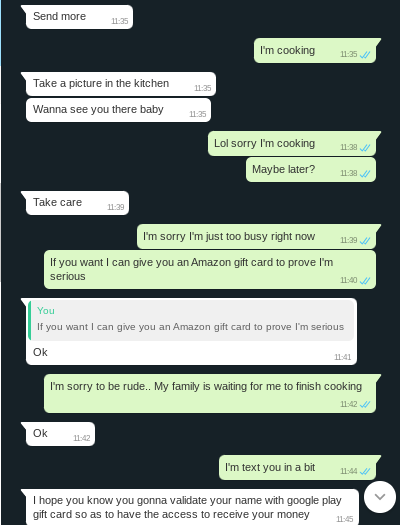 Send more
11:35
I'm cooking
11:35
Take a picture in the kitchen
11:35
Wanna see you there baby
11:35
Lol sorry I'm cooking
11:38
Maybe later?
11:38
Take care
11:39
I'm sorry I'm just too busy right now
11:39
If you want I can give you an Amazon gift card to prove I'm
serious
11:40
You
If you want I can give you an Amazon gift card to prove I'm serious
Ok
11:41
I'm sorry to be rude.. My family is waiting for me to finish cooking
11:42
Ok
11:42
I'm text you in a bit
11:44
I hope you know you gonna validate your name with google play
gift card so as to have the access to receive your money
11:45